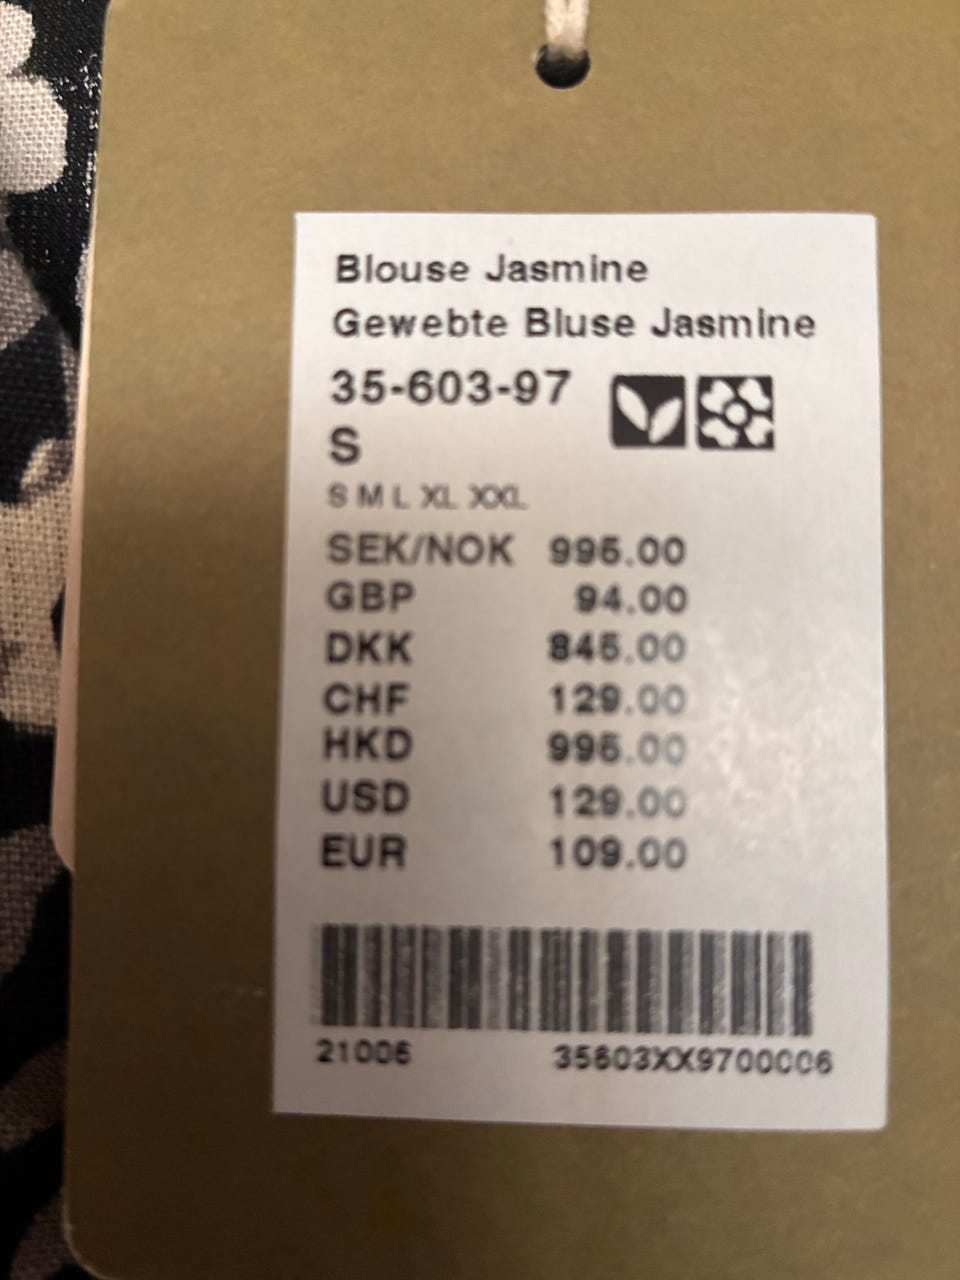 Blouse Jasmine
Gewebte Bluse Jasmine
35-603-97
S
S M L XL XXL
SEK/NOK 995.00
GBP 94.00
DKK 845.00
CHF 129.00
HKD 995.00
USD 129.00
EUR 109.00
21006 35603XX9700006